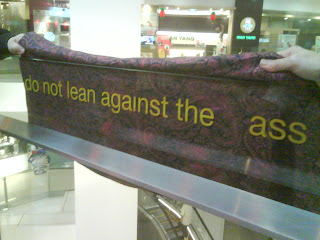 do not lean against the ass